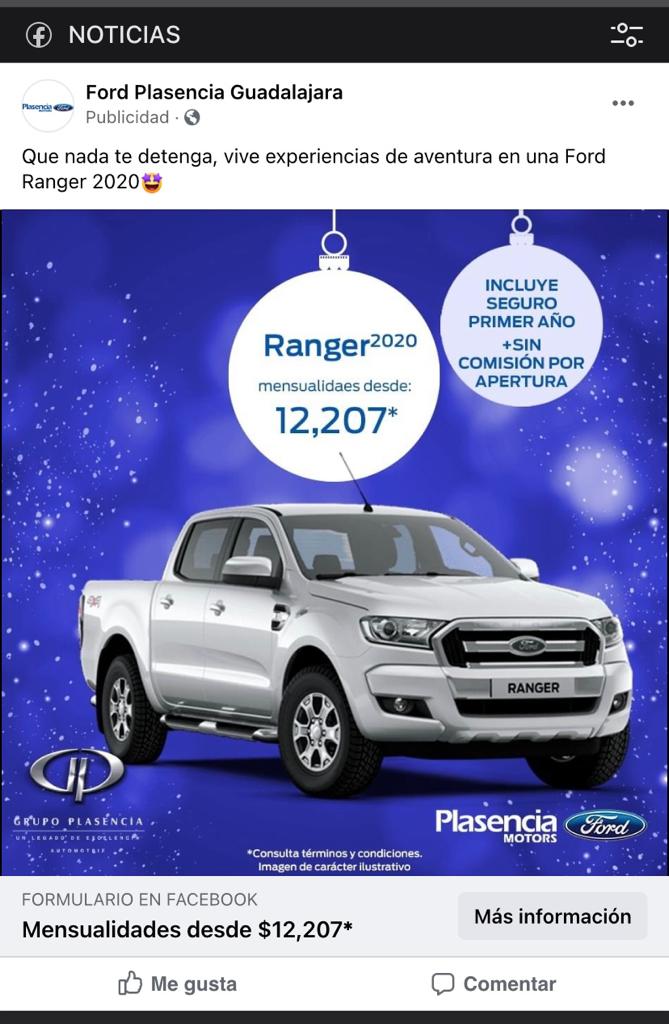 NOTICIAS
Ford Plasencia Guadalajara
Publicidad ·
Que nada te detenga, vive experiencias de aventura en una Ford
Ranger 2020🤩
Ranger2020
mensualidaes desde:
12,207*
INCLUYE
SEGURO
PRIMER AÑO
+SIN
COMISIÓN POR
APERTURA
4x4
Ford
RANGER
GRUPO PLASENCIA
UN LEGADO DE EXCELENCIA
AUTOMOTRIZ
Plasencia
MOTORS
Ford
*Consulta términos y condiciones.
Imagen de carácter ilustrativo
FORMULARIO EN FACEBOOK
Mensualidades desde $12,207*
Más información
Me gusta
Comentar